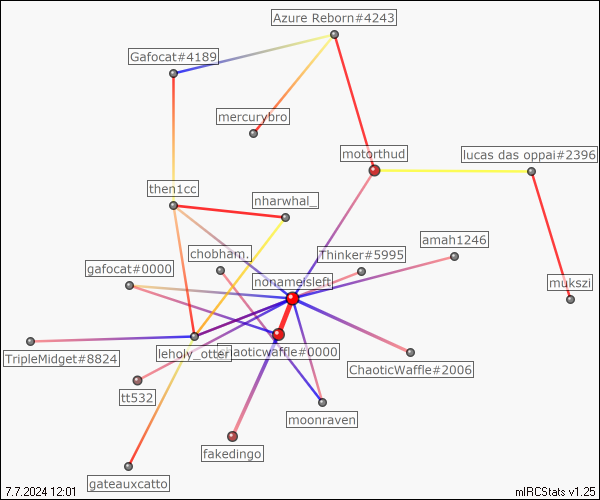 Azure Reborn#4243
Gafocat#4189
mercurybro
motorthud
lucas das oppai#2396
then1cc
nharwhal_
amah1246
chobham.
Thinker#5995
gafocat#0000
nonameisleft
mukszi
leholy_otter
chaoticwaffle#0000
TripleMidget#8824
ChaoticWaffle#2006
tt532
moonraven
fakedingo
gateauxcatto
7.7.2024 12:01
mIRCStats v1.25